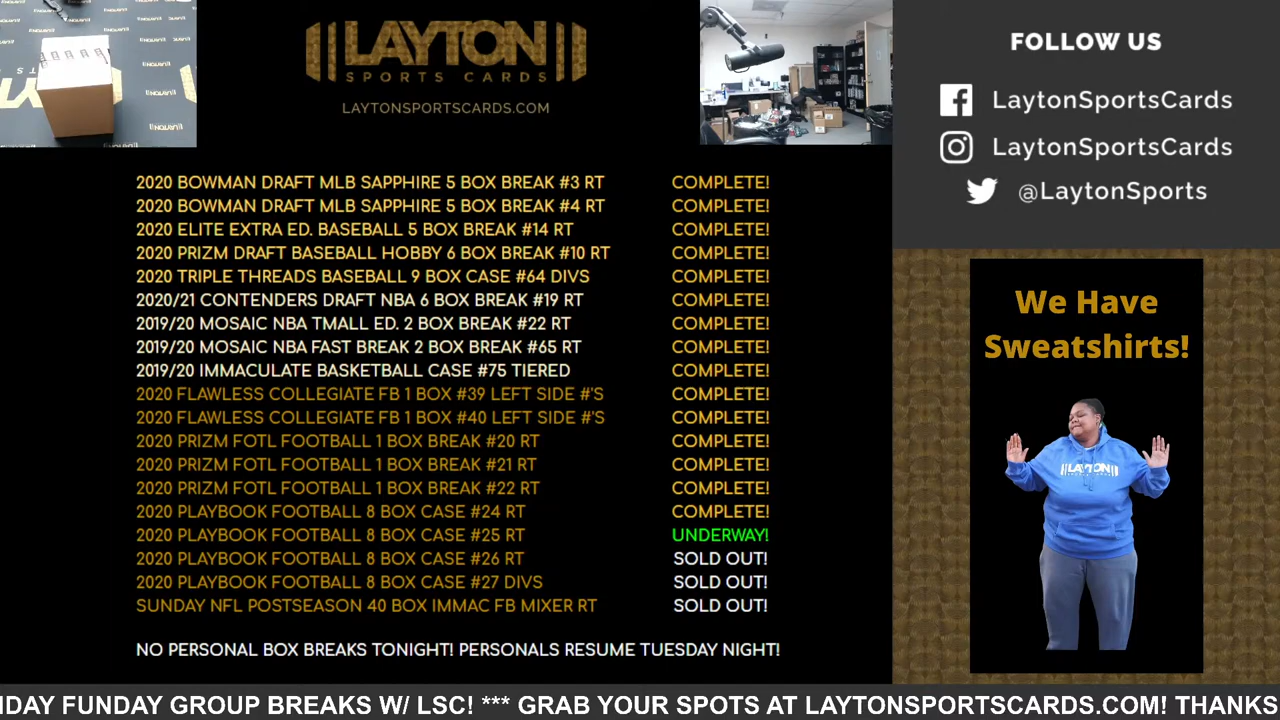 LAYTON
SPORTS CARDS
LAYTONSPORTSCARDS.COM
2020 BOWMAN DRAFT MLB SAPPHIRE 5 BOX BREAK #3 RT COMPLETE!
2020 BOWMAN DRAFT MLB SAPPHIRE 5 BOX BREAK #4 RT COMPLETE!
2020 ELITE EXTRA ED. BASEBALL 5 BOX BREAK #14 RT COMPLETE!
2020 PRIZM DRAFT BASEBALL HOBBY 6 BOX BREAK #10 RT COMPLETE!
2020 TRIPLE THREADS BASEBALL 9 BOX CASE #64 DIVS COMPLETE!
2020/21 CONTENDERS DRAFT NBA 6 BOX BREAK #19 RT COMPLETE!
2019/20 MOSAIC NBA TMALL ED. 2 BOX BREAK #22 RT COMPLETE!
2019/20 MOSAIC NBA FAST BREAK 2 BOX BREAK #65 RT COMPLETE!
2019/20 IMMACULATE BASKETBALL CASE #75 TIERED COMPLETE!
2020 FLAWLESS COLLEGIATE FB 1 BOX #39 LEFT SIDE #'S COMPLETE!
2020 FLAWLESS COLLEGIATE FB 1 BOX #40 LEFT SIDE #'S COMPLETE!
2020 PRIZM FOTL FOOTBALL 1 BOX BREAK #20 RT COMPLETE!
2020 PRIZM FOTL FOOTBALL 1 BOX BREAK #21 RT COMPLETE!
2020 PRIZM FOTL FOOTBALL 1 BOX BREAK #22 RT COMPLETE!
2020 PLAYBOOK FOOTBALL 8 BOX CASE #24 RT COMPLETE!
2020 PLAYBOOK FOOTBALL 8 BOX CASE #25 RT UNDERWAY!
2020 PLAYBOOK FOOTBALL 8 BOX CASE #26 RT SOLD OUT!
2020 PLAYBOOK FOOTBALL 8 BOX CASE #27 DIVS SOLD OUT!
SUNDAY NFL POSTSEASON 40 BOX IMMAC FB MIXER RT SOLD OUT!
NO PERSONAL BOX BREAKS TONIGHT! PERSONALS RESUME TUESDAY NIGHT!
FOLLOW US
LaytonSportsCards
LaytonSportsCards
@LaytonSports
We Have
Sweatshirts!
LAYTON
NDAY FUNDAY GROUP BREAKS W/ LSC! *** GRAB YOUR SPOTS AT LAYTONSPORTSCARDS.COM! THANKS